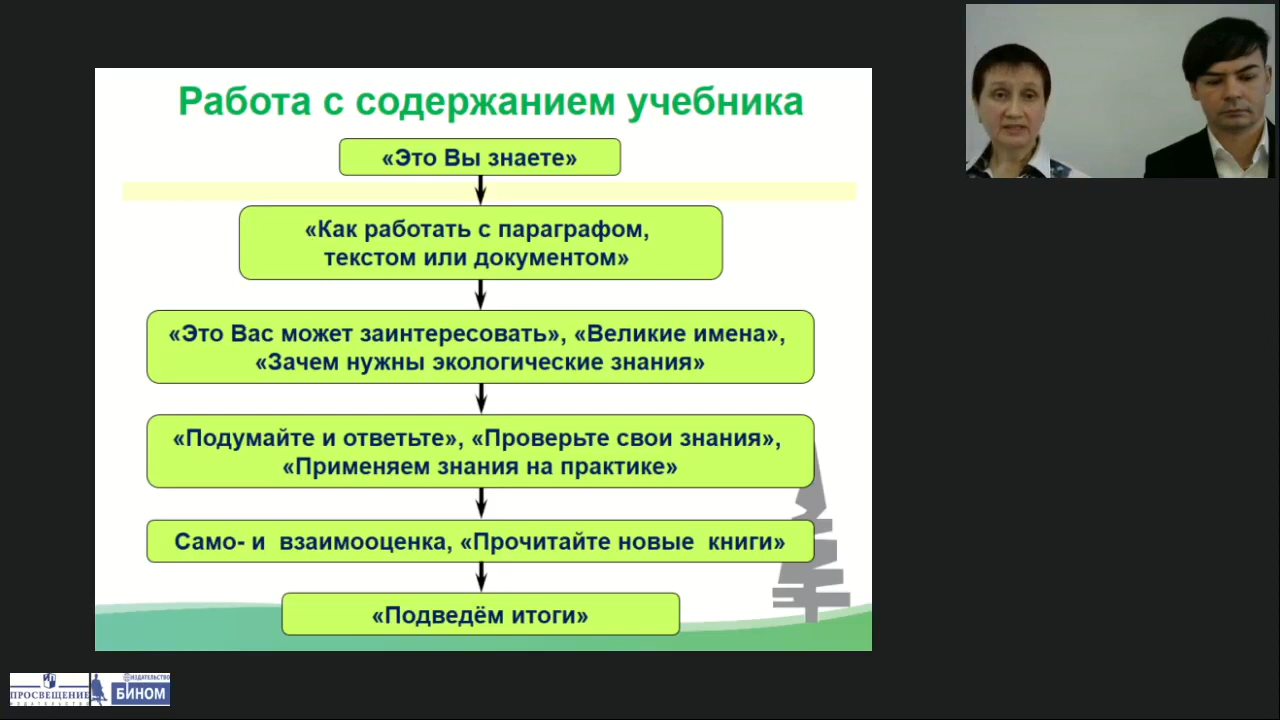 Работа с содержанием учебника
«Это Вы знаете»
«Как работать с параграфом,
текстом или документом»
«Это Вас может заинтересовать», «Великие имена»,
«Зачем нужны экологические знания»
«Подумайте и ответьте», «Проверьте свои знания»,
«Применяем знания на практике»
Само- и взаимооценка, «Прочитайте новые книги»
«Подведём итоги»
ПРОСВЕЩЕНИЕ
ИЗДАТЕЛЬСТВО
ИЗДАТЕЛЬСТВО
БИНОМ